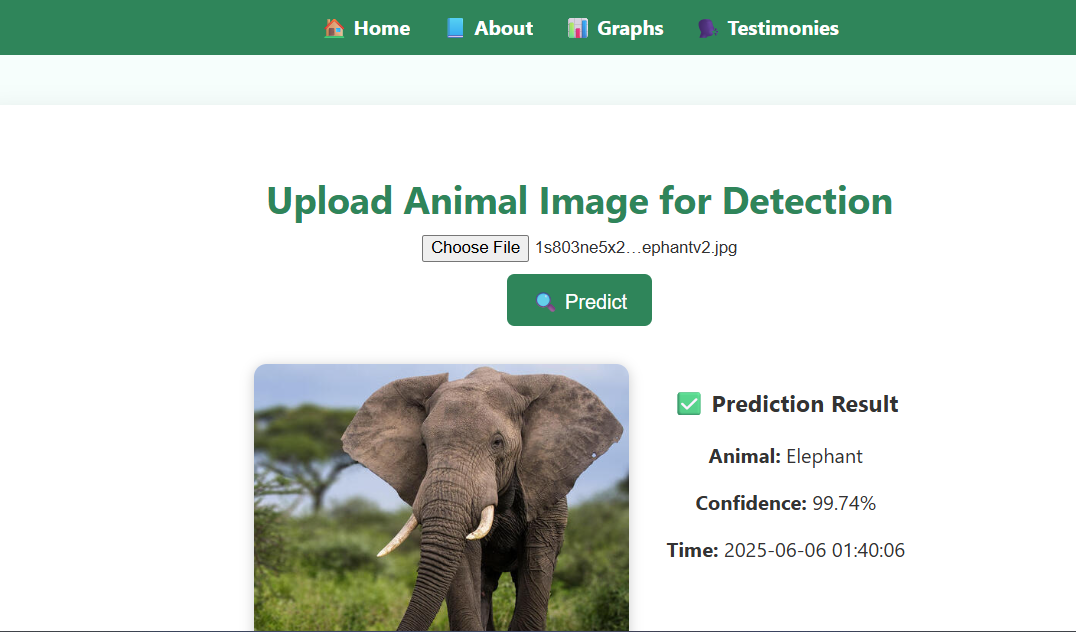 Home About Graphs Testimonies
Upload Animal Image for Detection
Choose File 1s803ne5x2...ephantv2.jpg
Predict
Prediction Result
Animal: Elephant
Confidence: 99.74%
Time: 2025-06-06 01:40:06